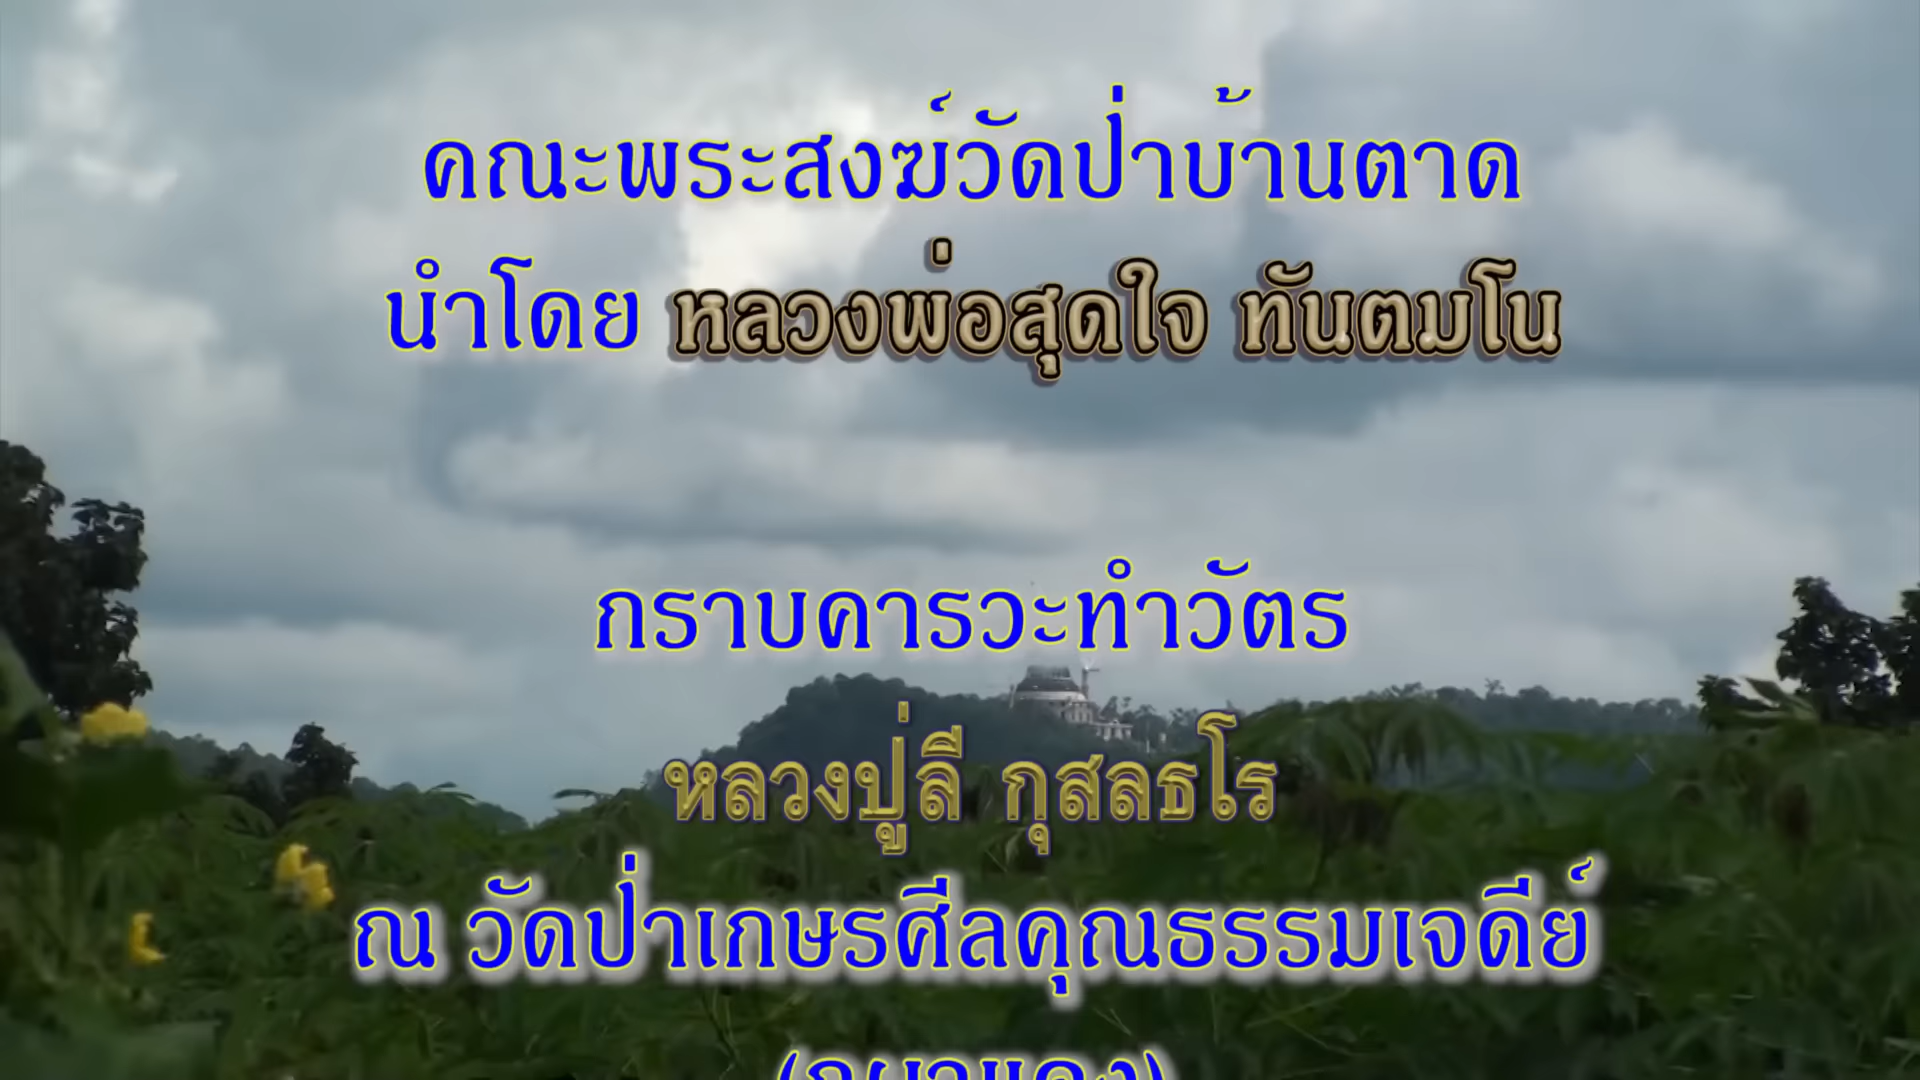 คณะพระสงฆ์วัดป่าบ้านตาด
นำโดย หลวงพ่อสุดใจ ทันตมโน
กราบคารวะทำวัตร
หลวงปู่ลี กุสลธโร
ณ วัดป่าเกษรศีลคุณธรรมเจดีย์